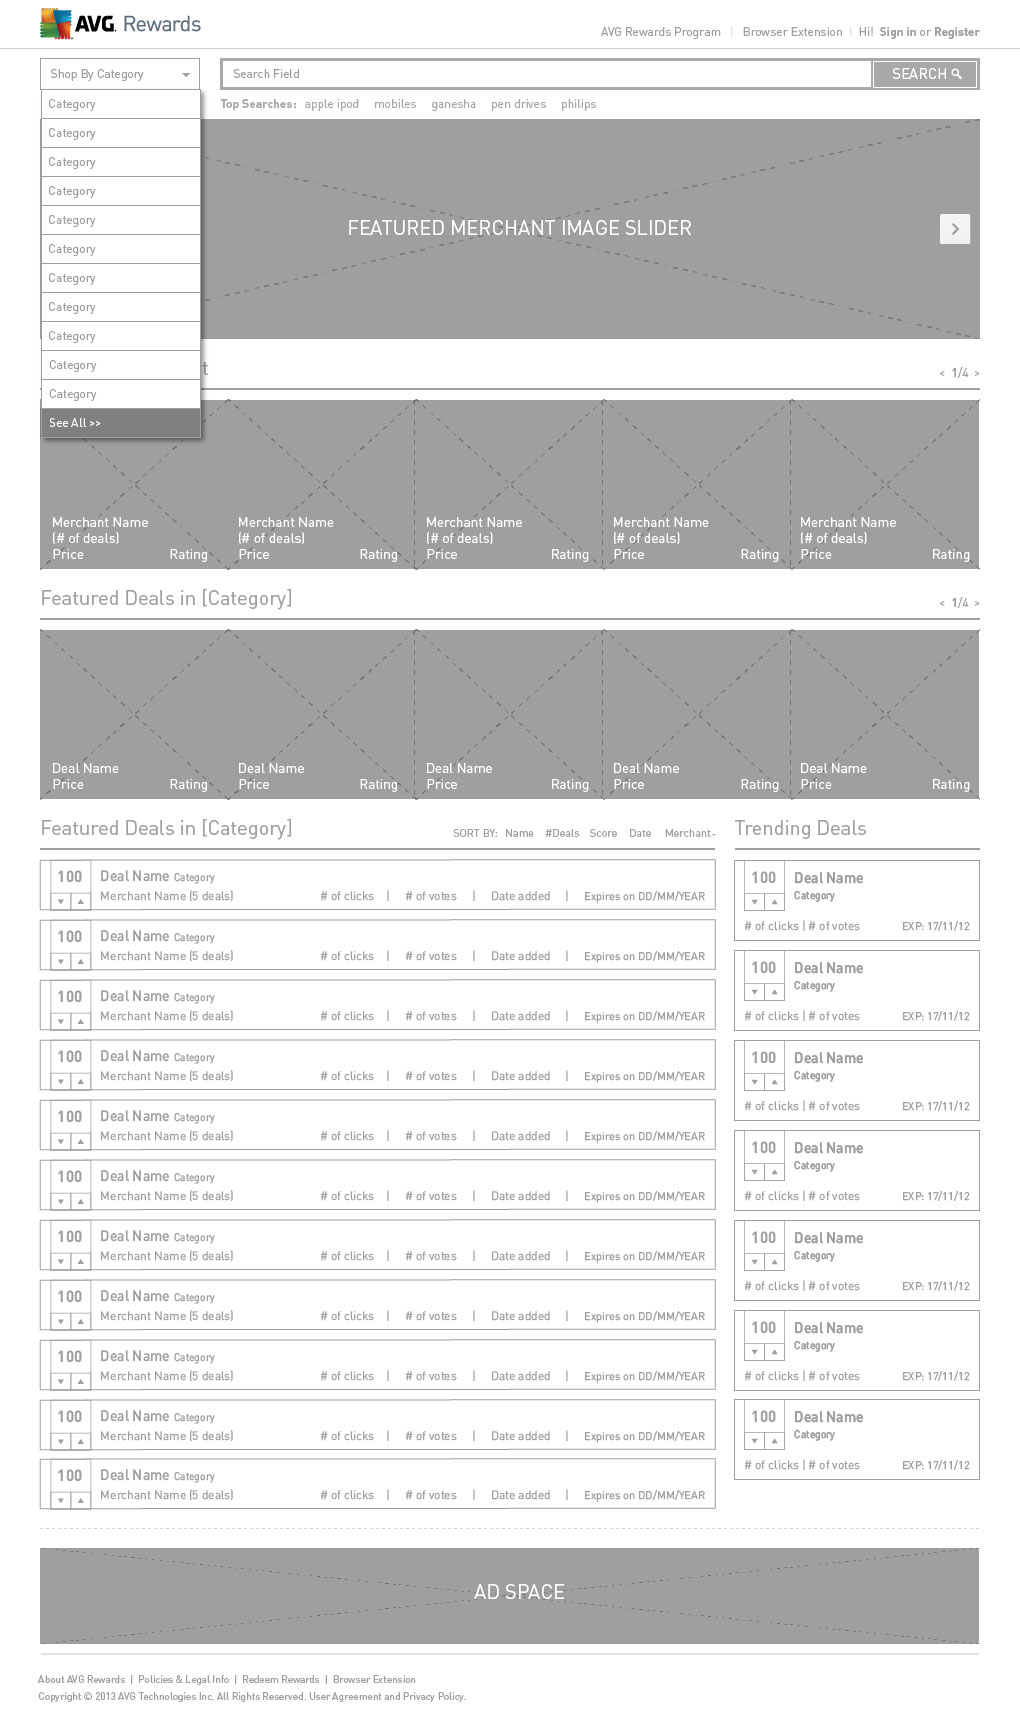 AVG. Rewards
AVG Rewards Program | Browser Extension | Hi! Sign in or Register
Shop By Category
Search Field
SEARCH
Top Searches: apple ipod mobiles ganesha pen drives philips
Category
Category
Category
Category
Category
Category
Category
Category
Category
Category
Category
See All >>
FEATURED MERCHANT IMAGE SLIDER
t
< 1/4 >
Merchant Name
(# of deals)
Price Rating
Merchant Name
(# of deals)
Price Rating
Merchant Name
(# of deals)
Price Rating
Merchant Name
(# of deals)
Price Rating
Merchant Name
(# of deals)
Price Rating
Featured Deals in [Category]
< 1/4 >
Deal Name
Price Rating
Deal Name
Price Rating
Deal Name
Price Rating
Deal Name
Price Rating
Deal Name
Price Rating
Featured Deals in [Category]
SORT BY: Name #Deals Score Date Merchant-
100 Deal Name Category
Merchant Name (5 deals) # of clicks | # of votes | Date added | Expires on DD/MM/YEAR
100 Deal Name Category
Merchant Name (5 deals) # of clicks | # of votes | Date added | Expires on DD/MM/YEAR
100 Deal Name Category
Merchant Name (5 deals) # of clicks | # of votes | Date added | Expires on DD/MM/YEAR
100 Deal Name Category
Merchant Name (5 deals) # of clicks | # of votes | Date added | Expires on DD/MM/YEAR
100 Deal Name Category
Merchant Name (5 deals) # of clicks | # of votes | Date added | Expires on DD/MM/YEAR
100 Deal Name Category
Merchant Name (5 deals) # of clicks | # of votes | Date added | Expires on DD/MM/YEAR
100 Deal Name Category
Merchant Name (5 deals) # of clicks | # of votes | Date added | Expires on DD/MM/YEAR
100 Deal Name Category
Merchant Name (5 deals) # of clicks | # of votes | Date added | Expires on DD/MM/YEAR
100 Deal Name Category
Merchant Name (5 deals) # of clicks | # of votes | Date added | Expires on DD/MM/YEAR
100 Deal Name Category
Merchant Name (5 deals) # of clicks | # of votes | Date added | Expires on DD/MM/YEAR
100 Deal Name Category
Merchant Name (5 deals) # of clicks | # of votes | Date added | Expires on DD/MM/YEAR
Trending Deals
100 Deal Name
Category
# of clicks | # of votes EXP: 17/11/12
100 Deal Name
Category
# of clicks | # of votes EXP: 17/11/12
100 Deal Name
Category
# of clicks | # of votes EXP: 17/11/12
100 Deal Name
Category
# of clicks | # of votes EXP: 17/11/12
100 Deal Name
Category
# of clicks | # of votes EXP: 17/11/12
100 Deal Name
Category
# of clicks | # of votes EXP: 17/11/12
100 Deal Name
Category
# of clicks | # of votes EXP: 17/11/12
AD SPACE
About AVG Rewards | Policies & Legal Info | Redeem Rewards | Browser Extension
Copyright © 2013 AVG Technologies Inc. All Rights Reserved. User Agreement and Privacy Policy.